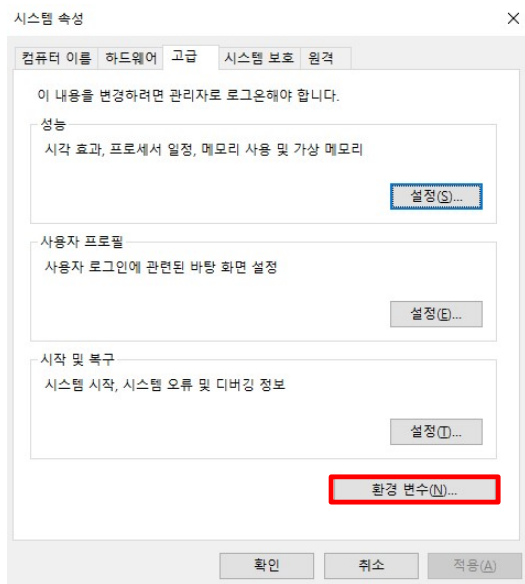 시스템 속성
컴퓨터 이름 하드웨어 고급 시스템 보호 원격
이 내용을 변경하려면 관리자로 로그온해야 합니다.
성능
시각 효과, 프로세서 일정, 메모리 사용 및 가상 메모리
설정(S)...
사용자 프로필
사용자 로그인에 관련된 바탕 화면 설정
설정(E)...
시작 및 복구
시스템 시작, 시스템 오류 및 디버깅 정보
설정(T)...
환경 변수(N)...
확인 취소 적용(A)